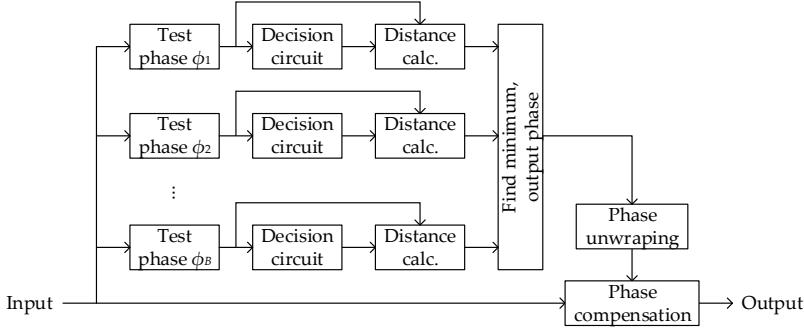 Test
phase ϕ1
Decision
circuit
Distance
calc.
Test
phase ϕ2
Decision
circuit
Distance
calc.
...
Test
phase ϕB
Decision
circuit
Distance
calc.
Find minimum,
output phase
Phase
unwraping
Input
Phase
compensation
Output